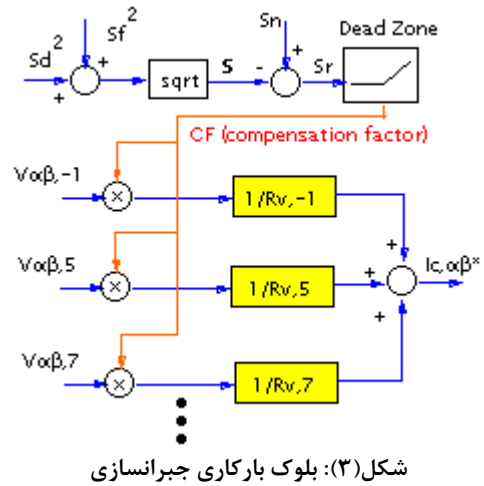 Sd²
Sf²
+
+
sqrt
S
-
Sn
+
Sr
Dead Zone
CF (compensation factor)
Vαβ,-1
×
1/Rv,-1
+
Vαβ,5
×
1/Rv,5
+
Ic,αβ*
Vαβ,7
×
1/Rv,7
+
شکل(۳): بلوک بارکاری جبرانسازی